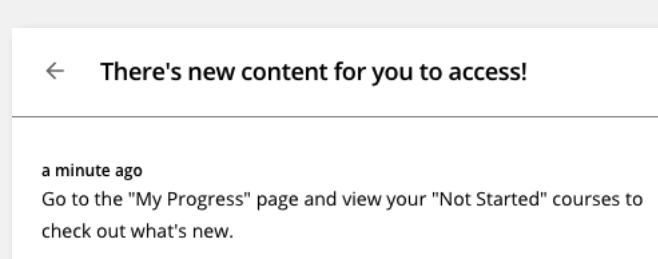 There's new content for you to access!
a minute ago
Go to the "My Progress" page and view your "Not Started" courses to
check out what's new.